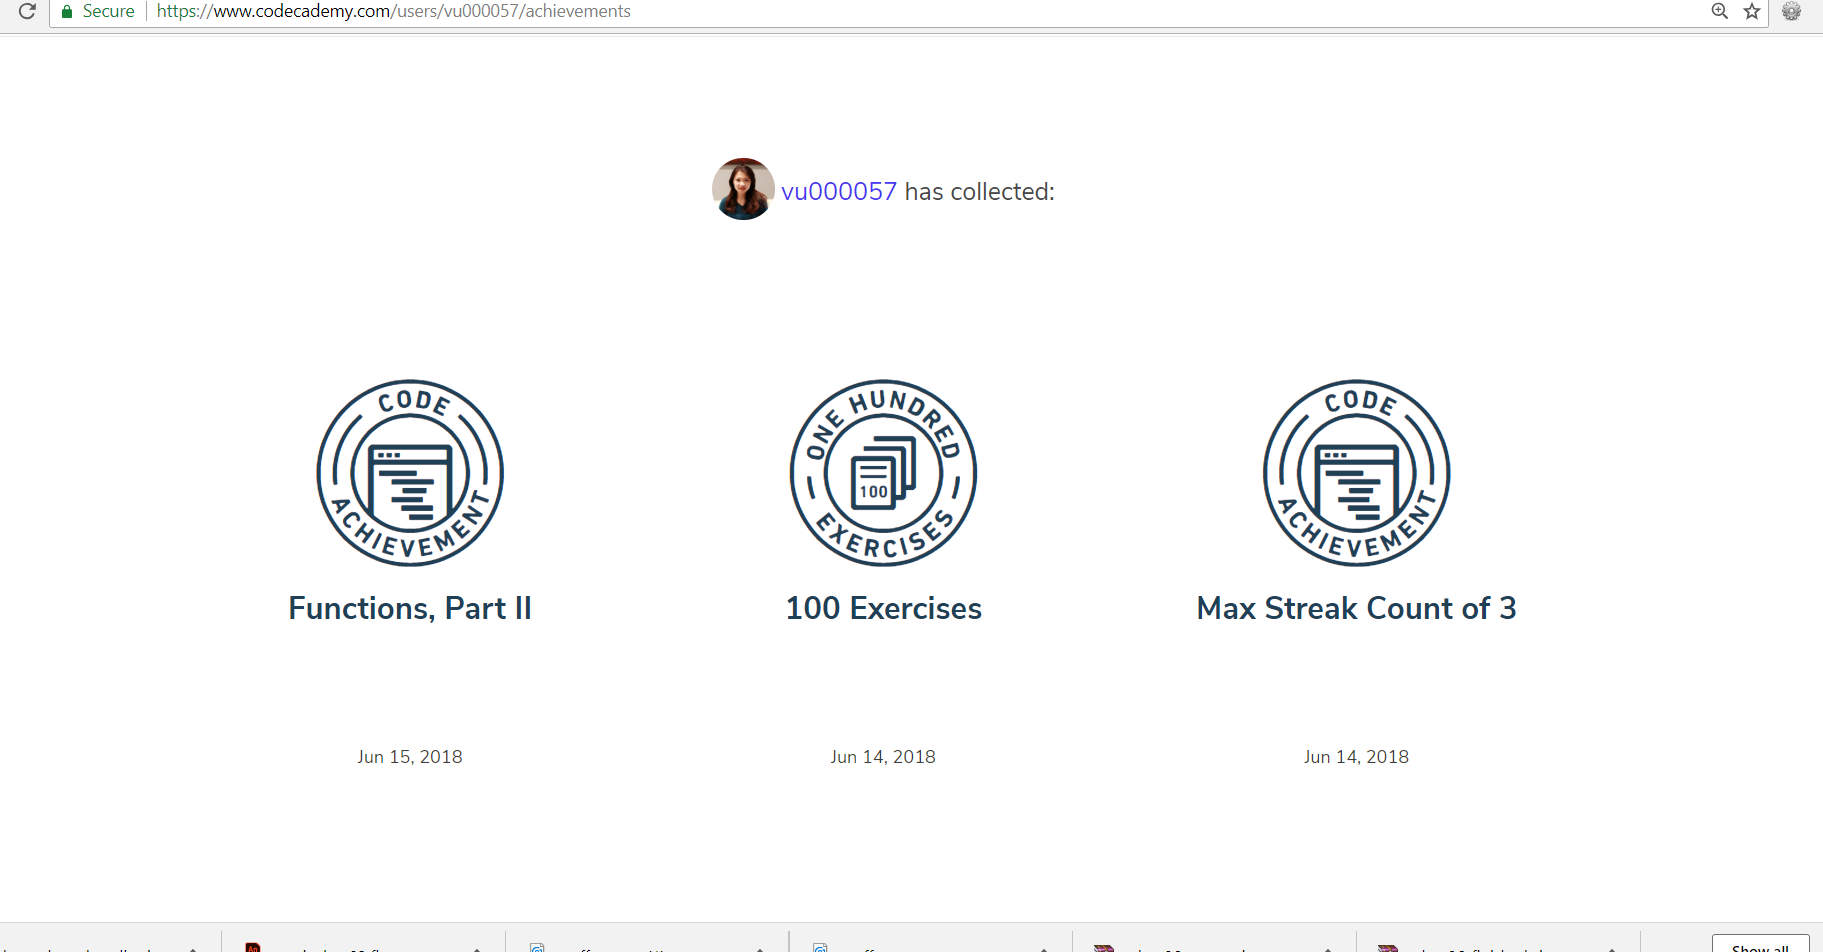 Secure https://www.codecademy.com/users/vu000057/achievements
vu000057 has collected:
CODE ACHIEVEMENT
ONE HUNDRED EXERCISES
100
CODE ACHIEVEMENT
Functions, Part II
100 Exercises
Max Streak Count of 3
Jun 15, 2018
Jun 14, 2018
Jun 14, 2018
Show all